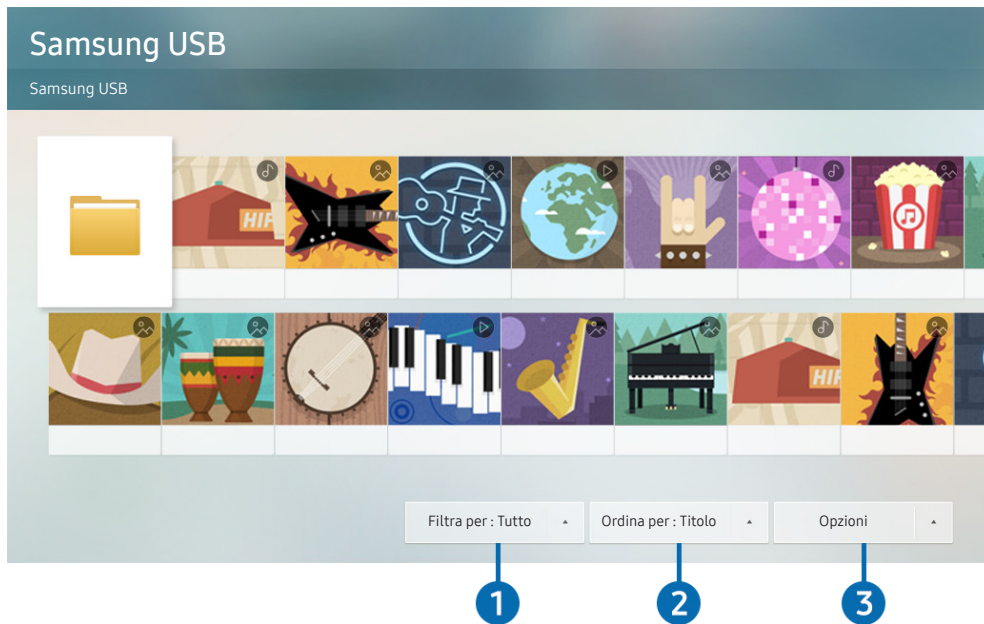 Samsung USB
Samsung USB
HIP
HIP
Filtra per : Tutto
Ordina per : Titolo
Opzioni
1
2
3